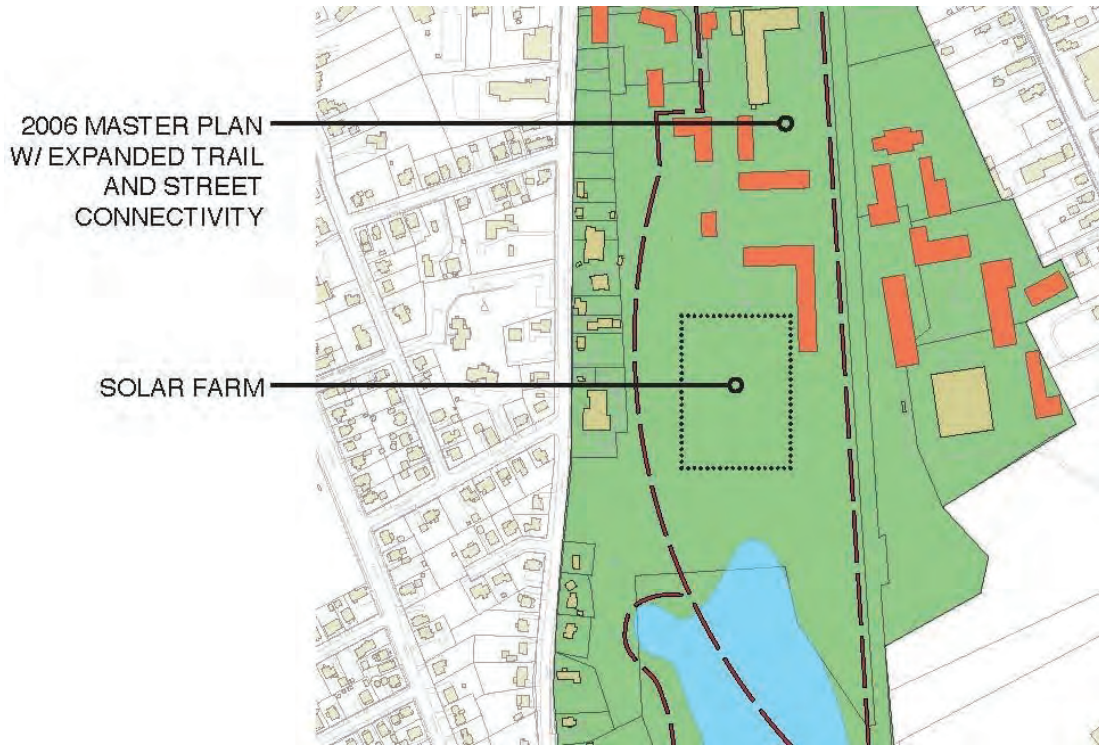 2006 MASTER PLAN
W/ EXPANDED TRAIL
AND STREET
CONNECTIVITY
SOLAR FARM